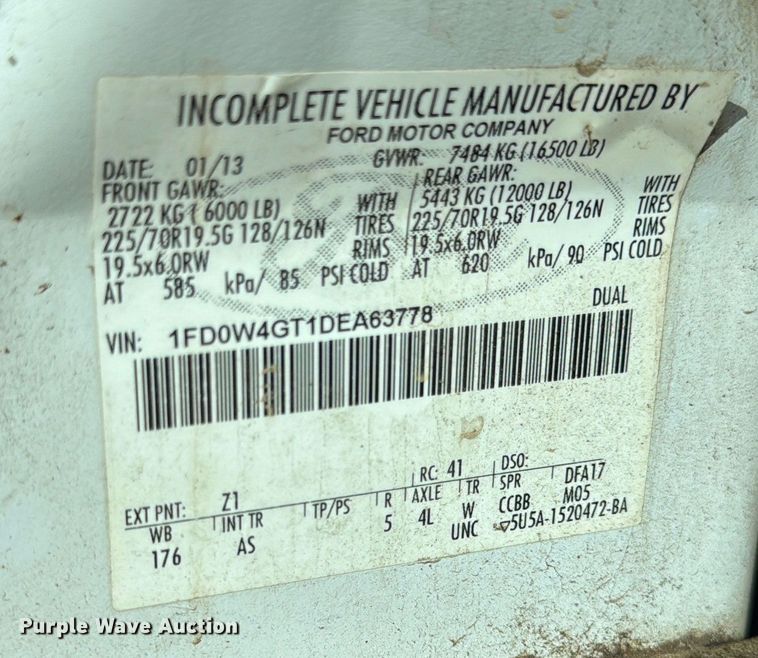 INCOMPLETE VEHICLE MANUFACTURED BY
FORD MOTOR COMPANY
DATE: 01/13 GVWR: 7484 KG (16500 LB)
FRONT GAWR: REAR GAWR:
2722 KG ( 6000 LB) WITH 5443 KG (12000 LB) WITH
225/70R19.5G 128/126N TIRES 225/70R19.5G 128/126N TIRES
19.5x6.0RW RIMS 19.5x6.0RW RIMS
AT 585 kPa/ 85 PSI COLD AT 620 kPa/ 90 PSI COLD
DUAL
VIN: 1FD0W4GT1DEA63778
EXT PNT: Z1 RC: 41 DSO:
WB INT TR TP/PS R AXLE TR SPR DFA17
176 AS 5 4L W CCBB M05
UNC ▽5U5A-1520472-BA
Purple Wave Auction